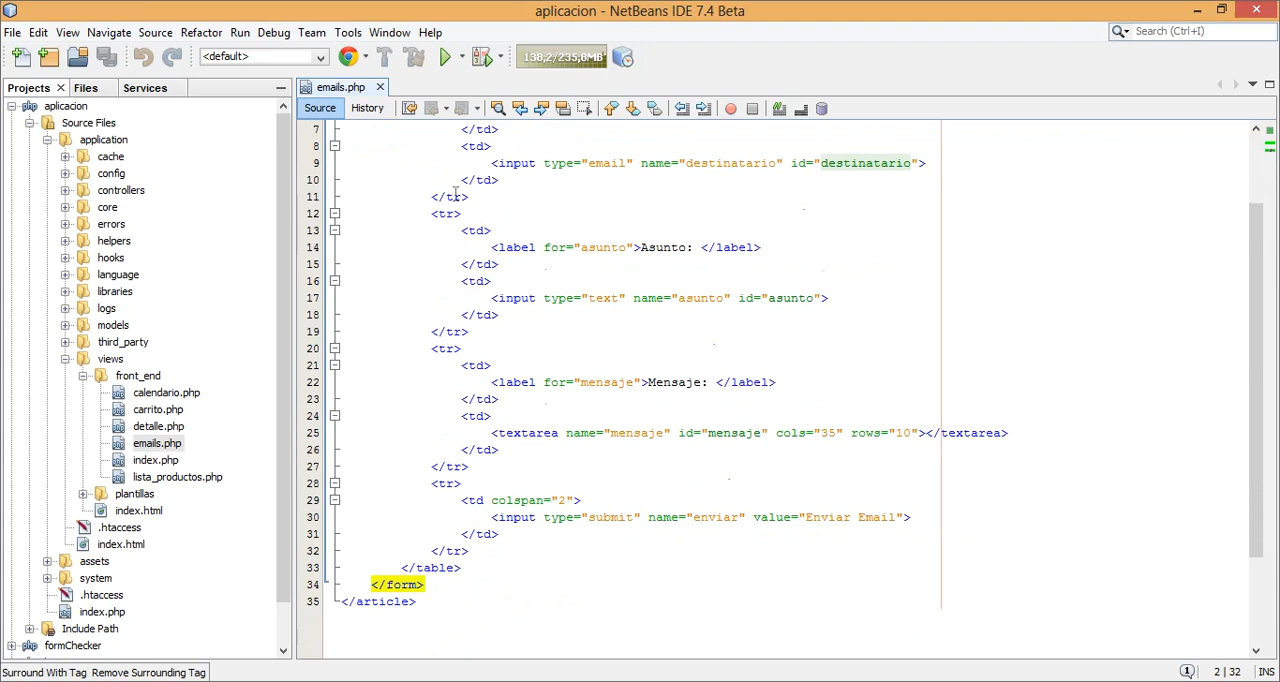 aplicacion - NetBeans IDE 7.4 Beta
File Edit View Navigate Source Refactor Run Debug Team Tools Window Help
Search (Ctrl+I)
<default>
138,2/235,8MB
Projects Files Services
emails.php
Source History
aplicacion
Source Files
application
cache
config
controllers
core
errors
helpers
hooks
language
libraries
logs
models
third_party
views
front_end
calendario.php
carrito.php
detalle.php
emails.php
index.php
lista_productos.php
plantillas
index.html
.htaccess
index.html
assets
system
.htaccess
index.php
Include Path
formChecker
7 </td>
8 <td>
9 <input type="email" name="destinatario" id="destinatario">
10 </td>
11 </tr>
12 <tr>
13 <td>
14 <label for="asunto">Asunto: </label>
15 </td>
16 <td>
17 <input type="text" name="asunto" id="asunto">
18 </td>
19 </tr>
20 <tr>
21 <td>
22 <label for="mensaje">Mensaje: </label>
23 </td>
24 <td>
25 <textarea name="mensaje" id="mensaje" cols="35" rows="10"></textarea>
26 </td>
27 </tr>
28 <tr>
29 <td colspan="2">
30 <input type="submit" name="enviar" value="Enviar Email">
31 </td>
32 </tr>
33 </table>
34 </form>
35 </article>
Surround With Tag Remove Surrounding Tag
2 | 32 INS